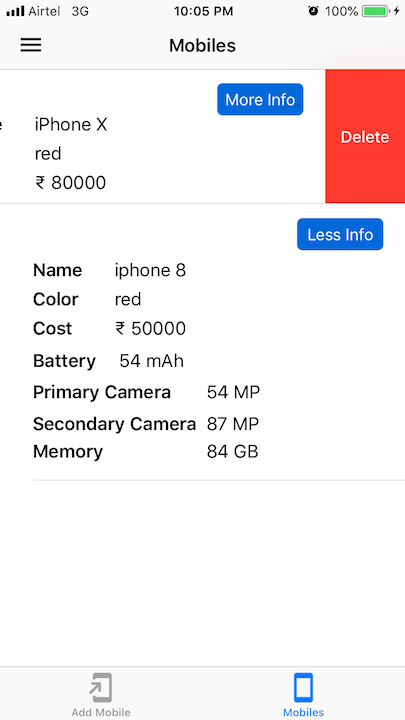 Airtel 3G 10:05 PM 100%
Mobiles
More Info
e iPhone X
Delete
red
₹ 80000
Less Info
Name iphone 8
Color red
Cost ₹ 50000
Battery 54 mAh
Primary Camera 54 MP
Secondary Camera 87 MP
Memory 84 GB
Add Mobile Mobiles